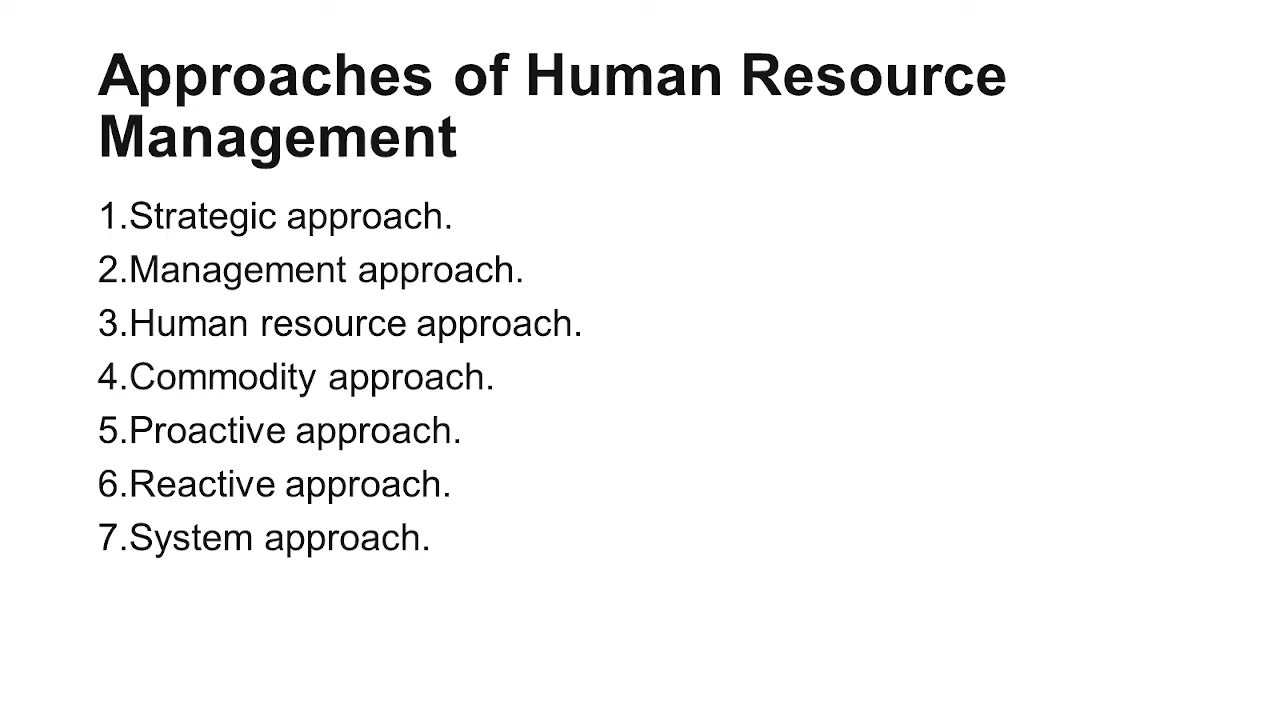 Approaches of Human Resource
Management
1.Strategic approach.
2.Management approach.
3.Human resource approach.
4.Commodity approach.
5.Proactive approach.
6.Reactive approach.
7.System approach.